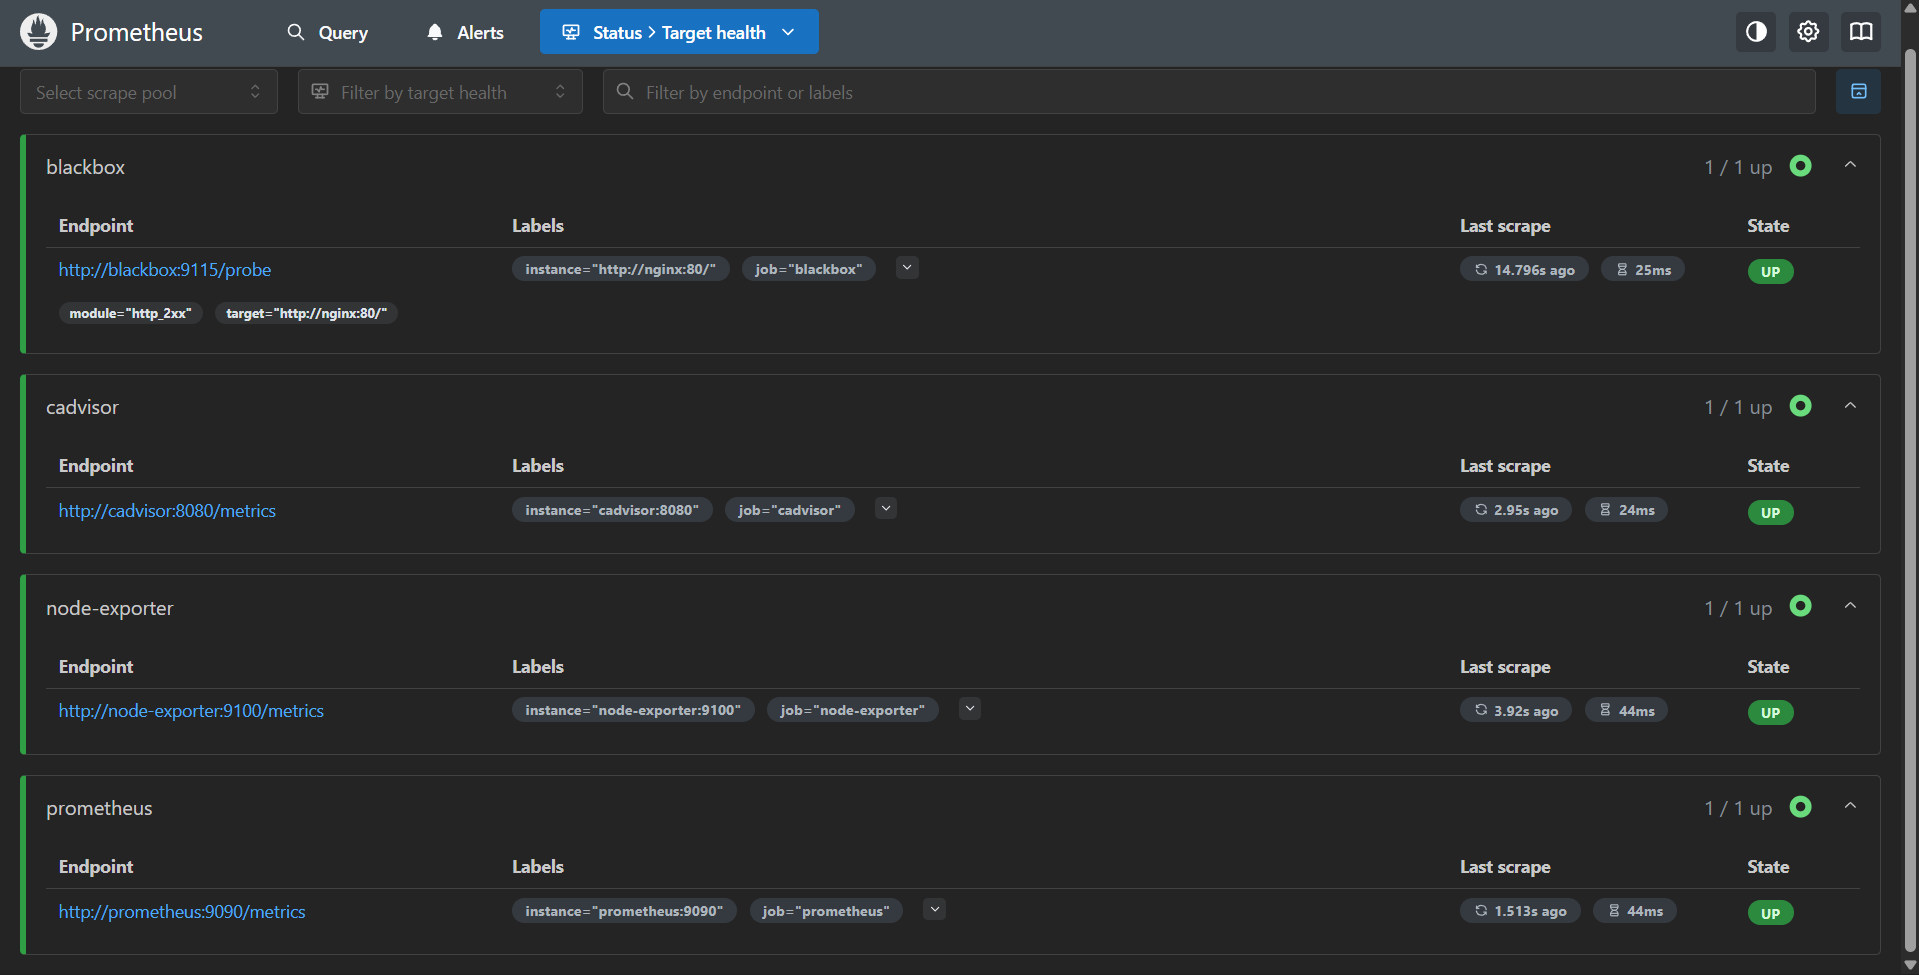 Prometheus Query Alerts Status > Target health
Select scrape pool Filter by target health Filter by endpoint or labels
blackbox 1 / 1 up
Endpoint Labels Last scrape State
http://blackbox:9115/probe instance="http://nginx:80/" job="blackbox" 14.796s ago 25ms UP
module="http_2xx" target="http://nginx:80/"
cadvisor 1 / 1 up
Endpoint Labels Last scrape State
http://cadvisor:8080/metrics instance="cadvisor:8080" job="cadvisor" 2.95s ago 24ms UP
node-exporter 1 / 1 up
Endpoint Labels Last scrape State
http://node-exporter:9100/metrics instance="node-exporter:9100" job="node-exporter" 3.92s ago 44ms UP
prometheus 1 / 1 up
Endpoint Labels Last scrape State
http://prometheus:9090/metrics instance="prometheus:9090" job="prometheus" 1.513s ago 44ms UP